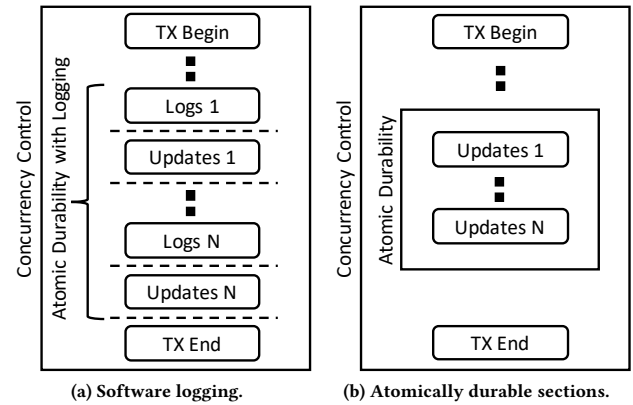 Concurrency Control
Atomic Durability with Logging
TX Begin
Logs 1
Updates 1
Logs N
Updates N
TX End
(a) Software logging.
Concurrency Control
TX Begin
Atomic Durability
Updates 1
Updates N
TX End
(b) Atomically durable sections.